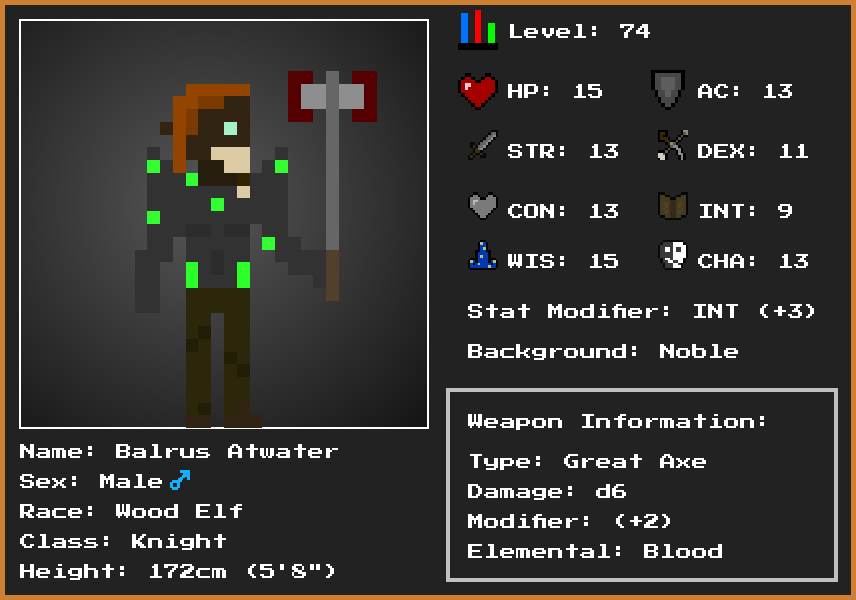 Level: 74
HP: 15 AC: 13
STR: 13 DEX: 11
CON: 13 INT: 9
WIS: 15 CHA: 13
Stat Modifier: INT (+3)
Background: Noble
Weapon Information:
Type: Great Axe
Damage: d6
Modifier: (+2)
Elemental: Blood
Name: Balrus Atwater
Sex: Male ♂
Race: Wood Elf
Class: Knight
Height: 172cm (5'8")